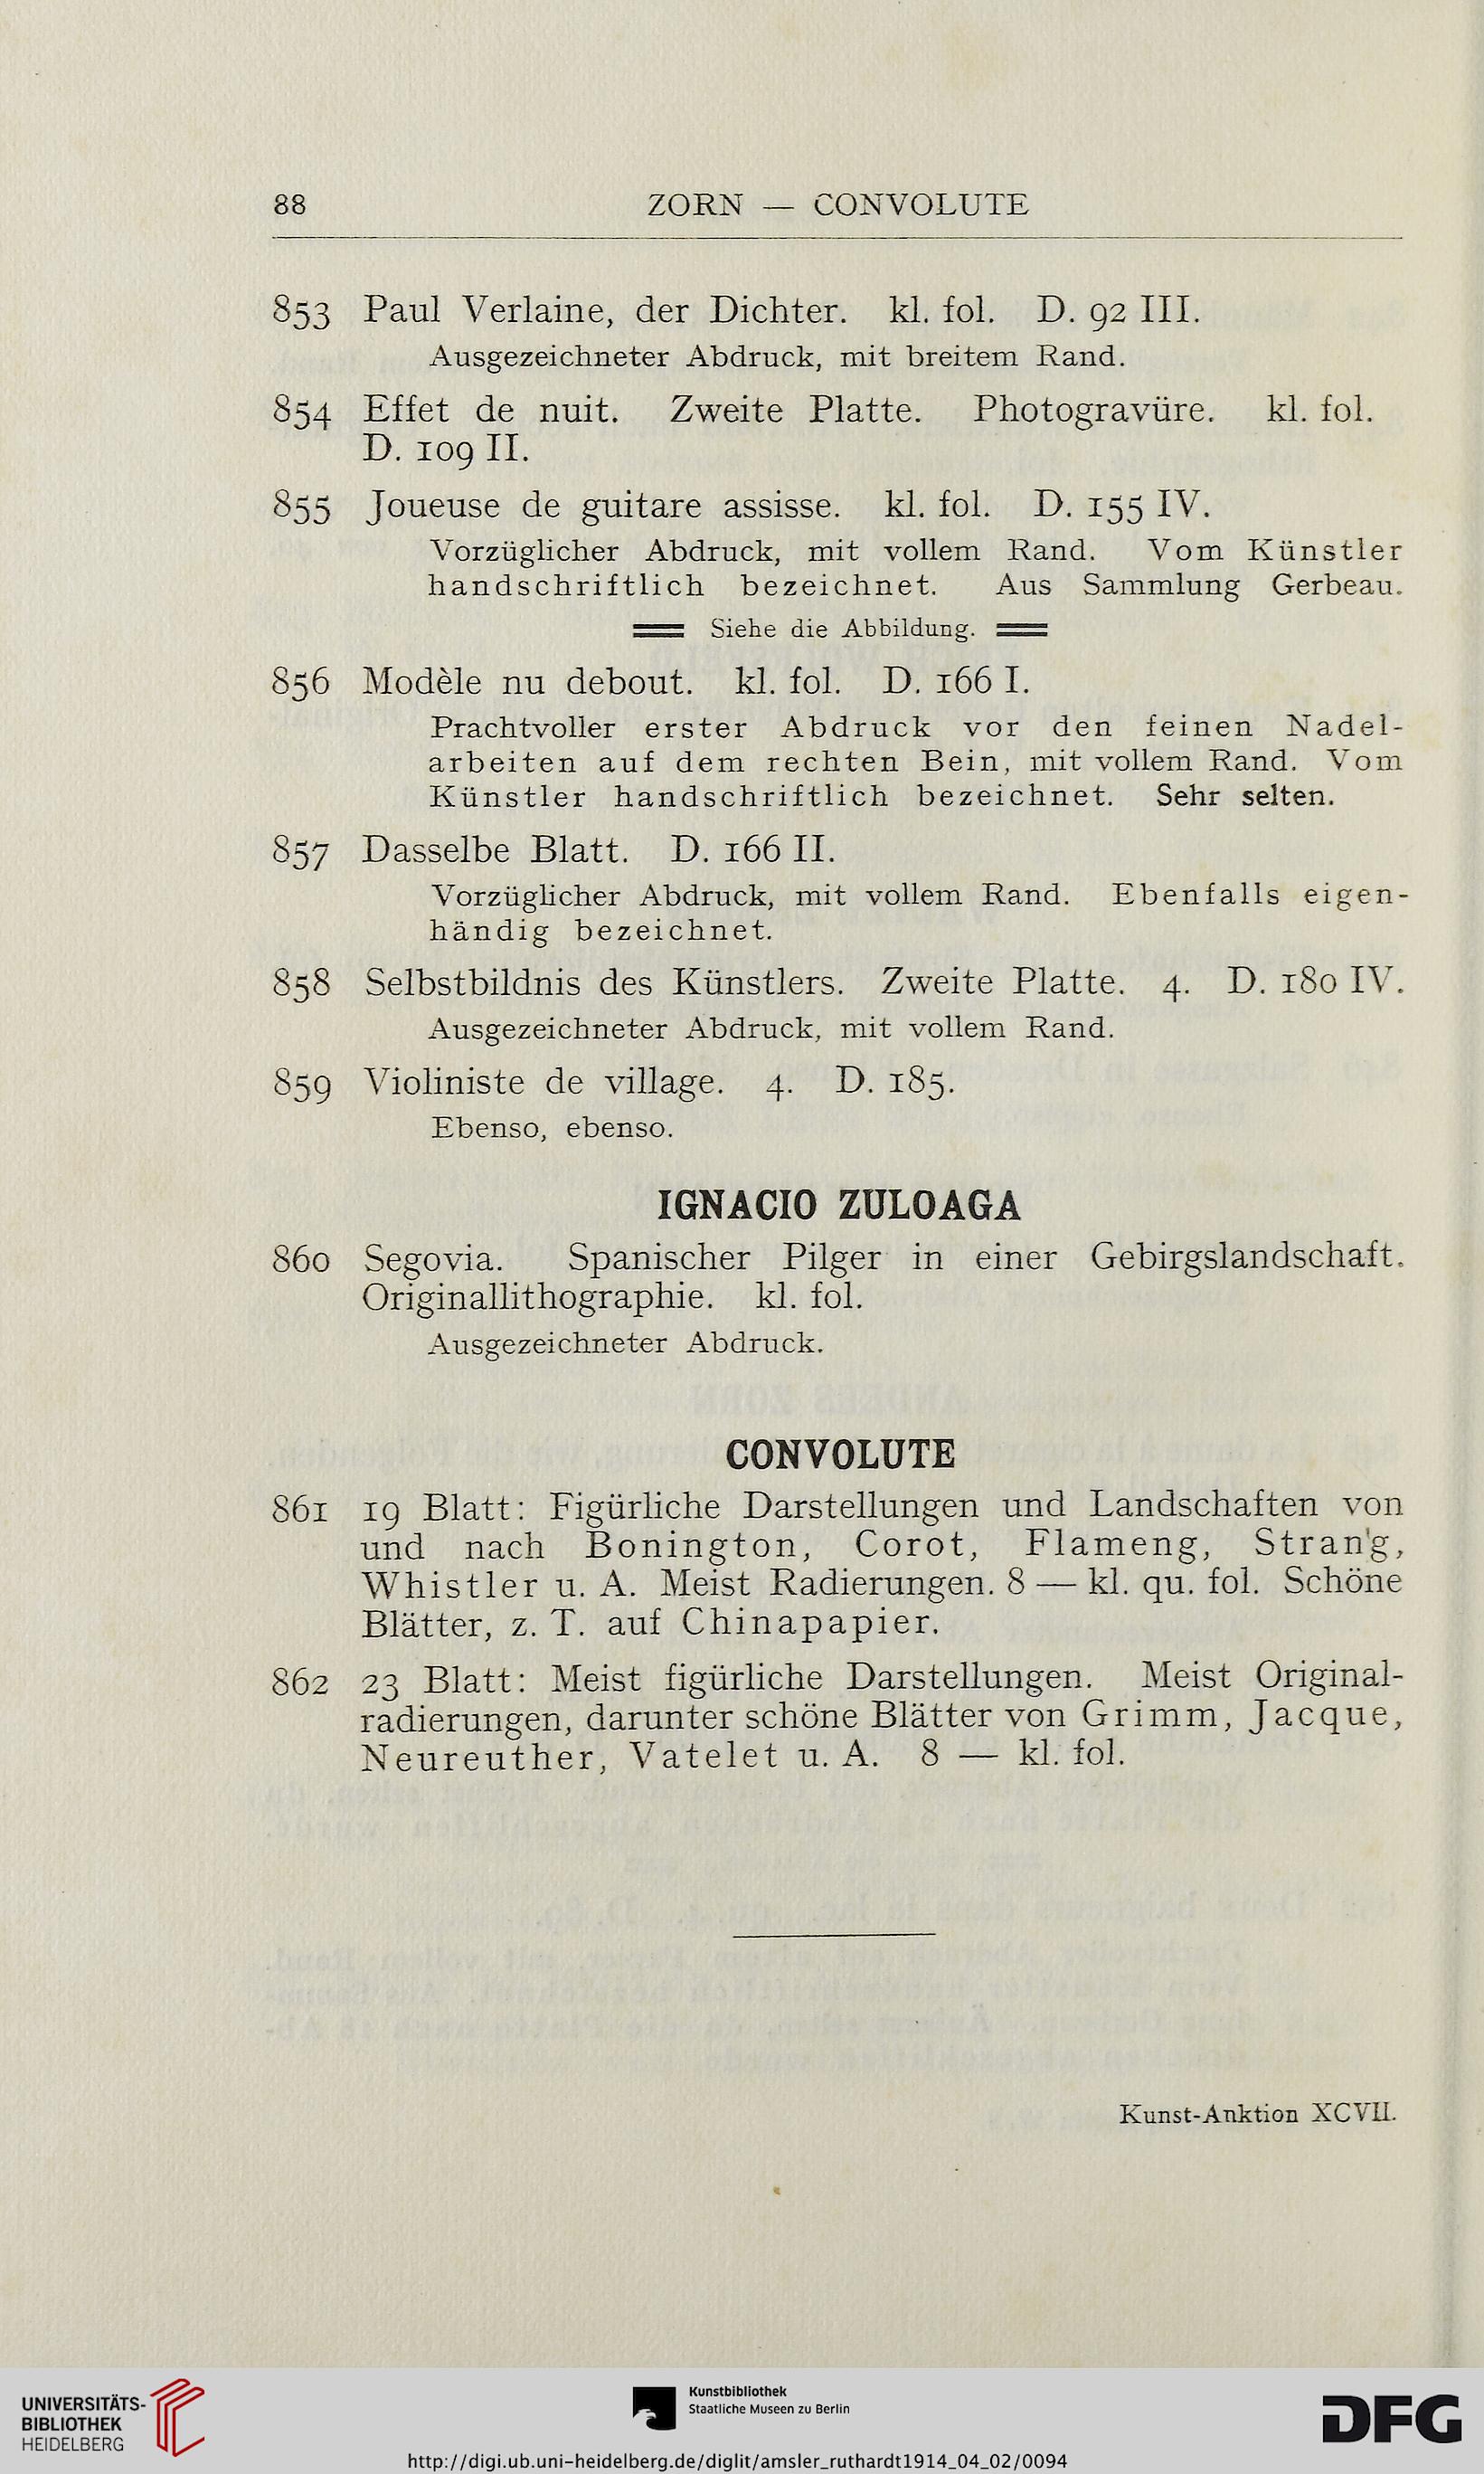 88 ZORN — CONVOLUTE
853 Paul Verlaine, der Dichter. kl. fol. D. 92 III.
Ausgezeichneter Abdruck, mit breitem Rand.
854 Effet de nuit. Zweite Platte. Photogravüre. kl. fol.
D. 109 II.
855 Joueuse de guitare assisse. kl. fol. D. 155 IV.
Vorzüglicher Abdruck, mit vollem Rand. Vom Künstler
handschriftlich bezeichnet. Aus Sammlung Gerbeau.
Siehe die Abbildung.
856 Modèle nu debout. kl. fol. D. 166 I.
Prachtvoller erster Abdruck vor den feinen Nadel-
arbeiten auf dem rechten Bein, mit vollem Rand. Vom
Künstler handschriftlich bezeichnet. Sehr selten.
857 Dasselbe Blatt. D. 166 II.
Vorzüglicher Abdruck, mit vollem Rand. Ebenfalls eigen-
händig bezeichnet.
858 Selbstbildnis des Künstlers. Zweite Platte. 4. D. 180 IV.
Ausgezeichneter Abdruck, mit vollem Rand.
859 Violiniste de village. 4. D. 185.
Ebenso, ebenso.
IGNACIO ZULOAGA
860 Segovia. Spanischer Pilger in einer Gebirgslandschaft.
Originallithographie. kl. fol.
Ausgezeichneter Abdruck.
CONVOLUTE
861 19 Blatt: Figürliche Darstellungen und Landschaften von
und nach Bonington, Corot, Flameng, Strang,
Whistler u. A. Meist Radierungen. 8 — kl. qu. fol. Schöne
Blätter, z. T. auf Chinapapier.
862 23 Blatt: Meist figürliche Darstellungen. Meist Original-
radierungen, darunter schöne Blätter von Grimm, Jacque,
Neureuther, Vatelet u. A. 8 — kl. fol.
Kunst-Anktion XCVII.
UNIVERSITÄTS-
BIBLIOTHEK
HEIDELBERG
Kunstbibliothek
Staatliche Museen zu Berlin
DFG
http://digi.ub.uni-heidelberg.de/diglit/amsler_ruthardt1914_04_02/0094